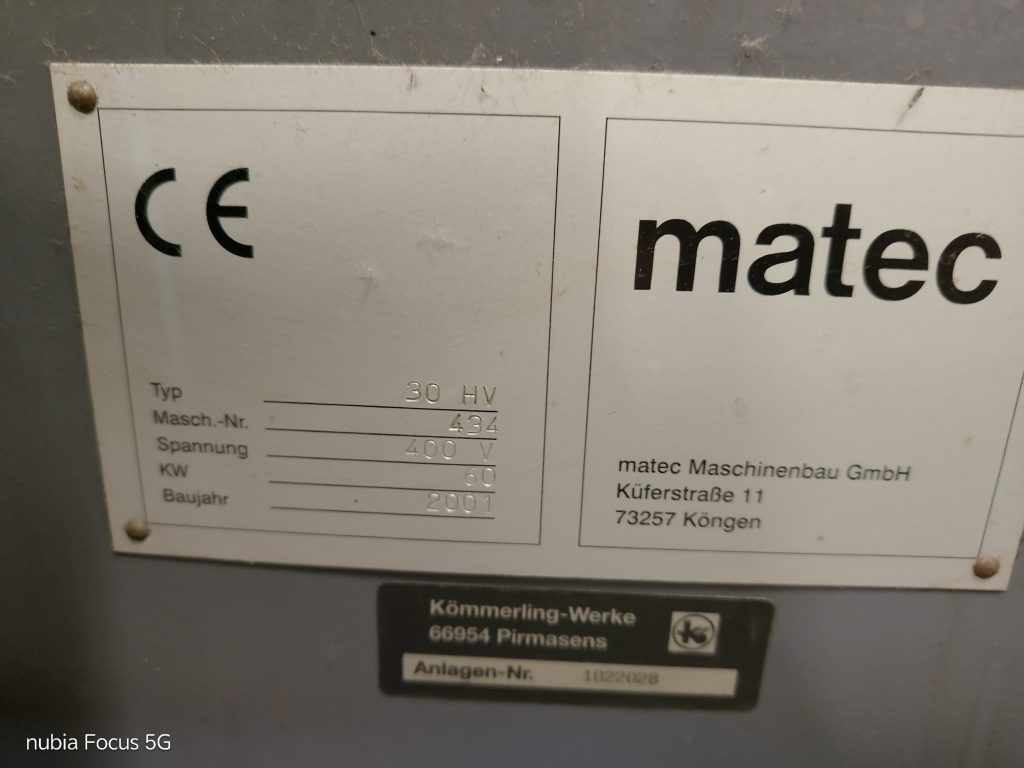 CE
Typ 30 HV
Masch.-Nr. 434
Spannung 400 V
KW 60
Baujahr 2001
matec
matec Maschinenbau GmbH
Küferstraße 11
73257 Köngen
Kömmerling-Werke
66954 Pirmasens
Anlagen-Nr. 1022028
nubia Focus 5G